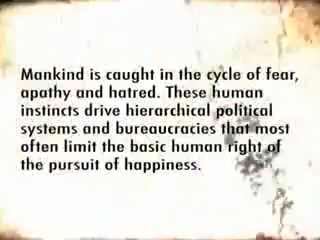 Mankind is caught in the cycle of fear,
apathy and hatred. These human
instincts drive hierarchical political
systems and bureaucracies that most
often limit the basic human right of
the pursuit of happiness.